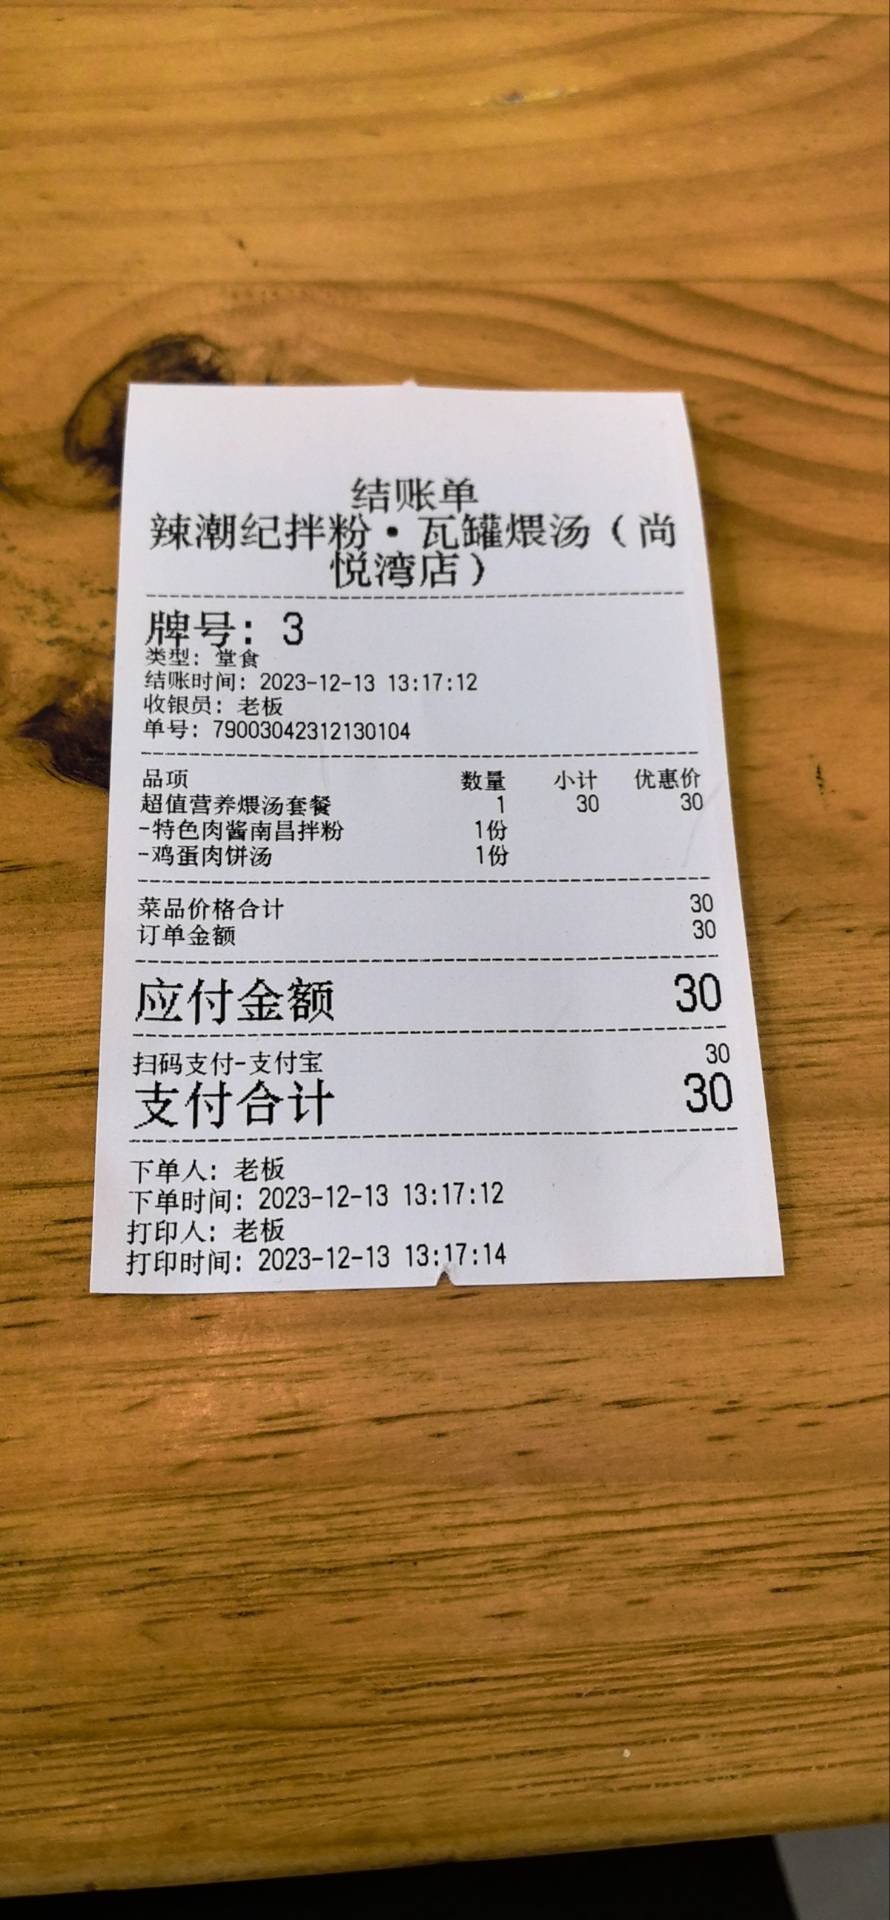 结账单
辣潮纪拌粉·瓦罐煨汤(尚
悦湾店)
牌号: 3
类型: 堂食
结账时间: 2023-12-13 13:17:12
收银员: 老板
单号: 79003042312130104
品项 数量 小计 优惠价
超值营养煨汤套餐 1 30 30
-特色肉酱南昌拌粉 1份
-鸡蛋肉饼汤 1份
菜品价格合计 30
订单金额 30
应付金额 30
扫码支付-支付宝 30
支付合计 30
下单人: 老板
下单时间: 2023-12-13 13:17:12
打印人: 老板
打印时间: 2023-12-13 13:17:14